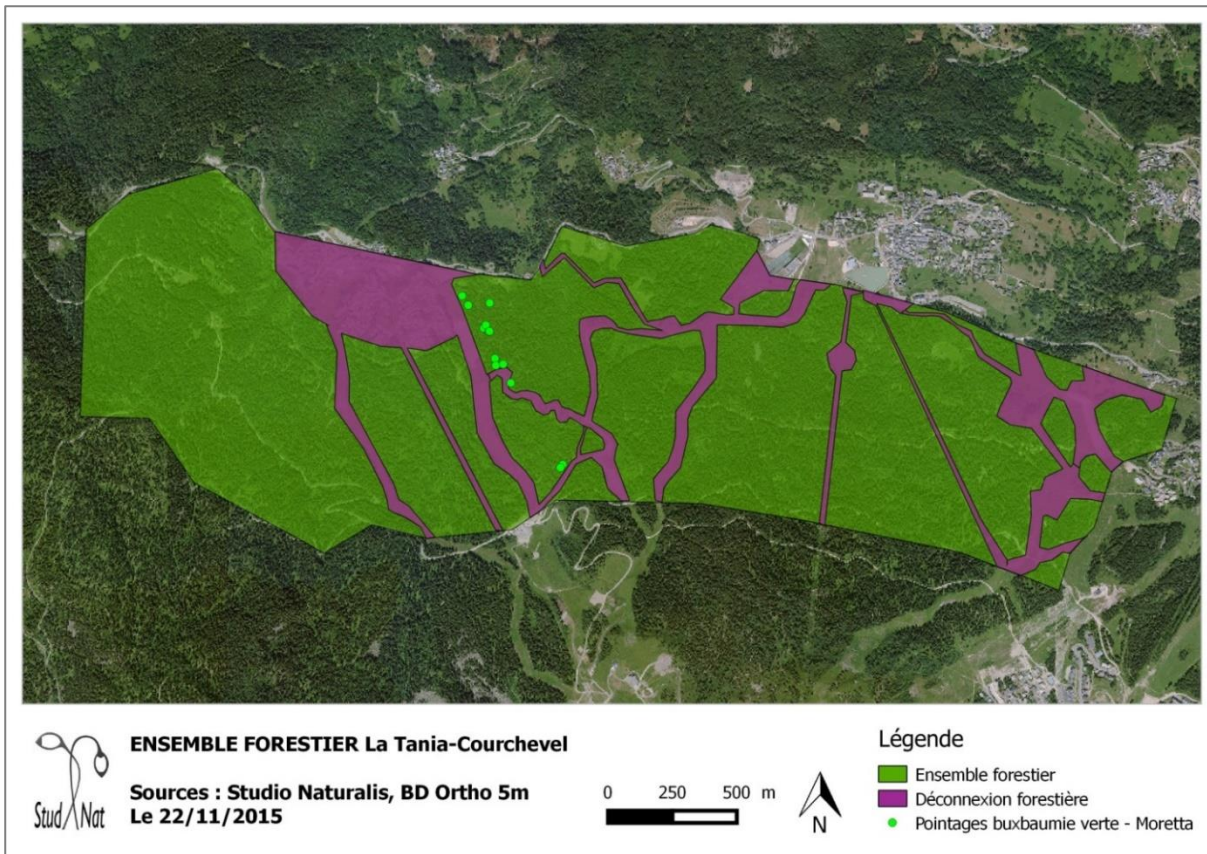 ENSEMBLE FORESTIER La Tania-Courchevel
Sources : Studio Naturalis, BD Ortho 5m
Le 22/11/2015
Stud Nat
0 250 500 m
N
Légende
Ensemble forestier
Déconnexion forestière
Pointages buxbaumie verte - Moretta